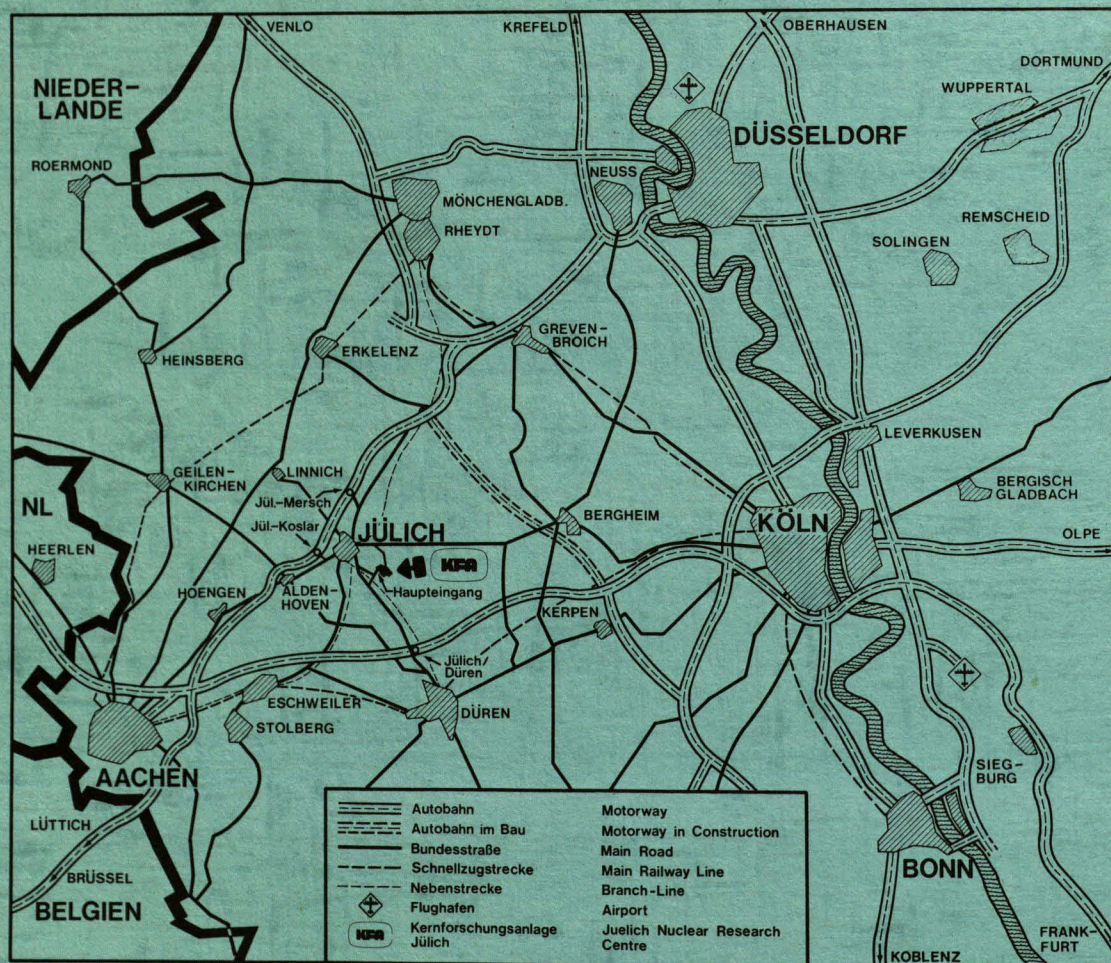 VENLO
KREFELD
OBERHAUSEN
DORTMUND
WUPPERTAL
NIEDER-
LANDE
DÜSSELDORF
ROERMOND
NEUSS
MÖNCHENGLADB.
RHEYDT
REMSCHEID
SOLINGEN
GREVEN-
BROICH
ERKELENZ
HEINSBERG
LEVERKUSEN
GEILEN-
KIRCHEN
LINNICH
Jül.-Mersch
BERGISCH
GLADBACH
NL
Jül.-Koslar
JÜLICH
BERGHEIM
KÖLN
OLPE
HEERLEN
KFA
HOENGEN
ALDEN-
HOVEN
Haupteingang
KERPEN
Jülich/
Düren
ESCHWEILER
DÜREN
STOLBERG
AACHEN
SIEG-
BURG
LÜTTICH
BRÜSSEL
BELGIEN
BONN
KOBLENZ
FRANK-
FURT
Autobahn Motorway
Autobahn im Bau Motorway in Construction
Bundesstraße Main Road
Schnellzugstrecke Main Railway Line
Nebenstrecke Branch-Line
Flughafen Airport
KFA Kernforschungsanlage Juelich Nuclear Research
Jülich Centre